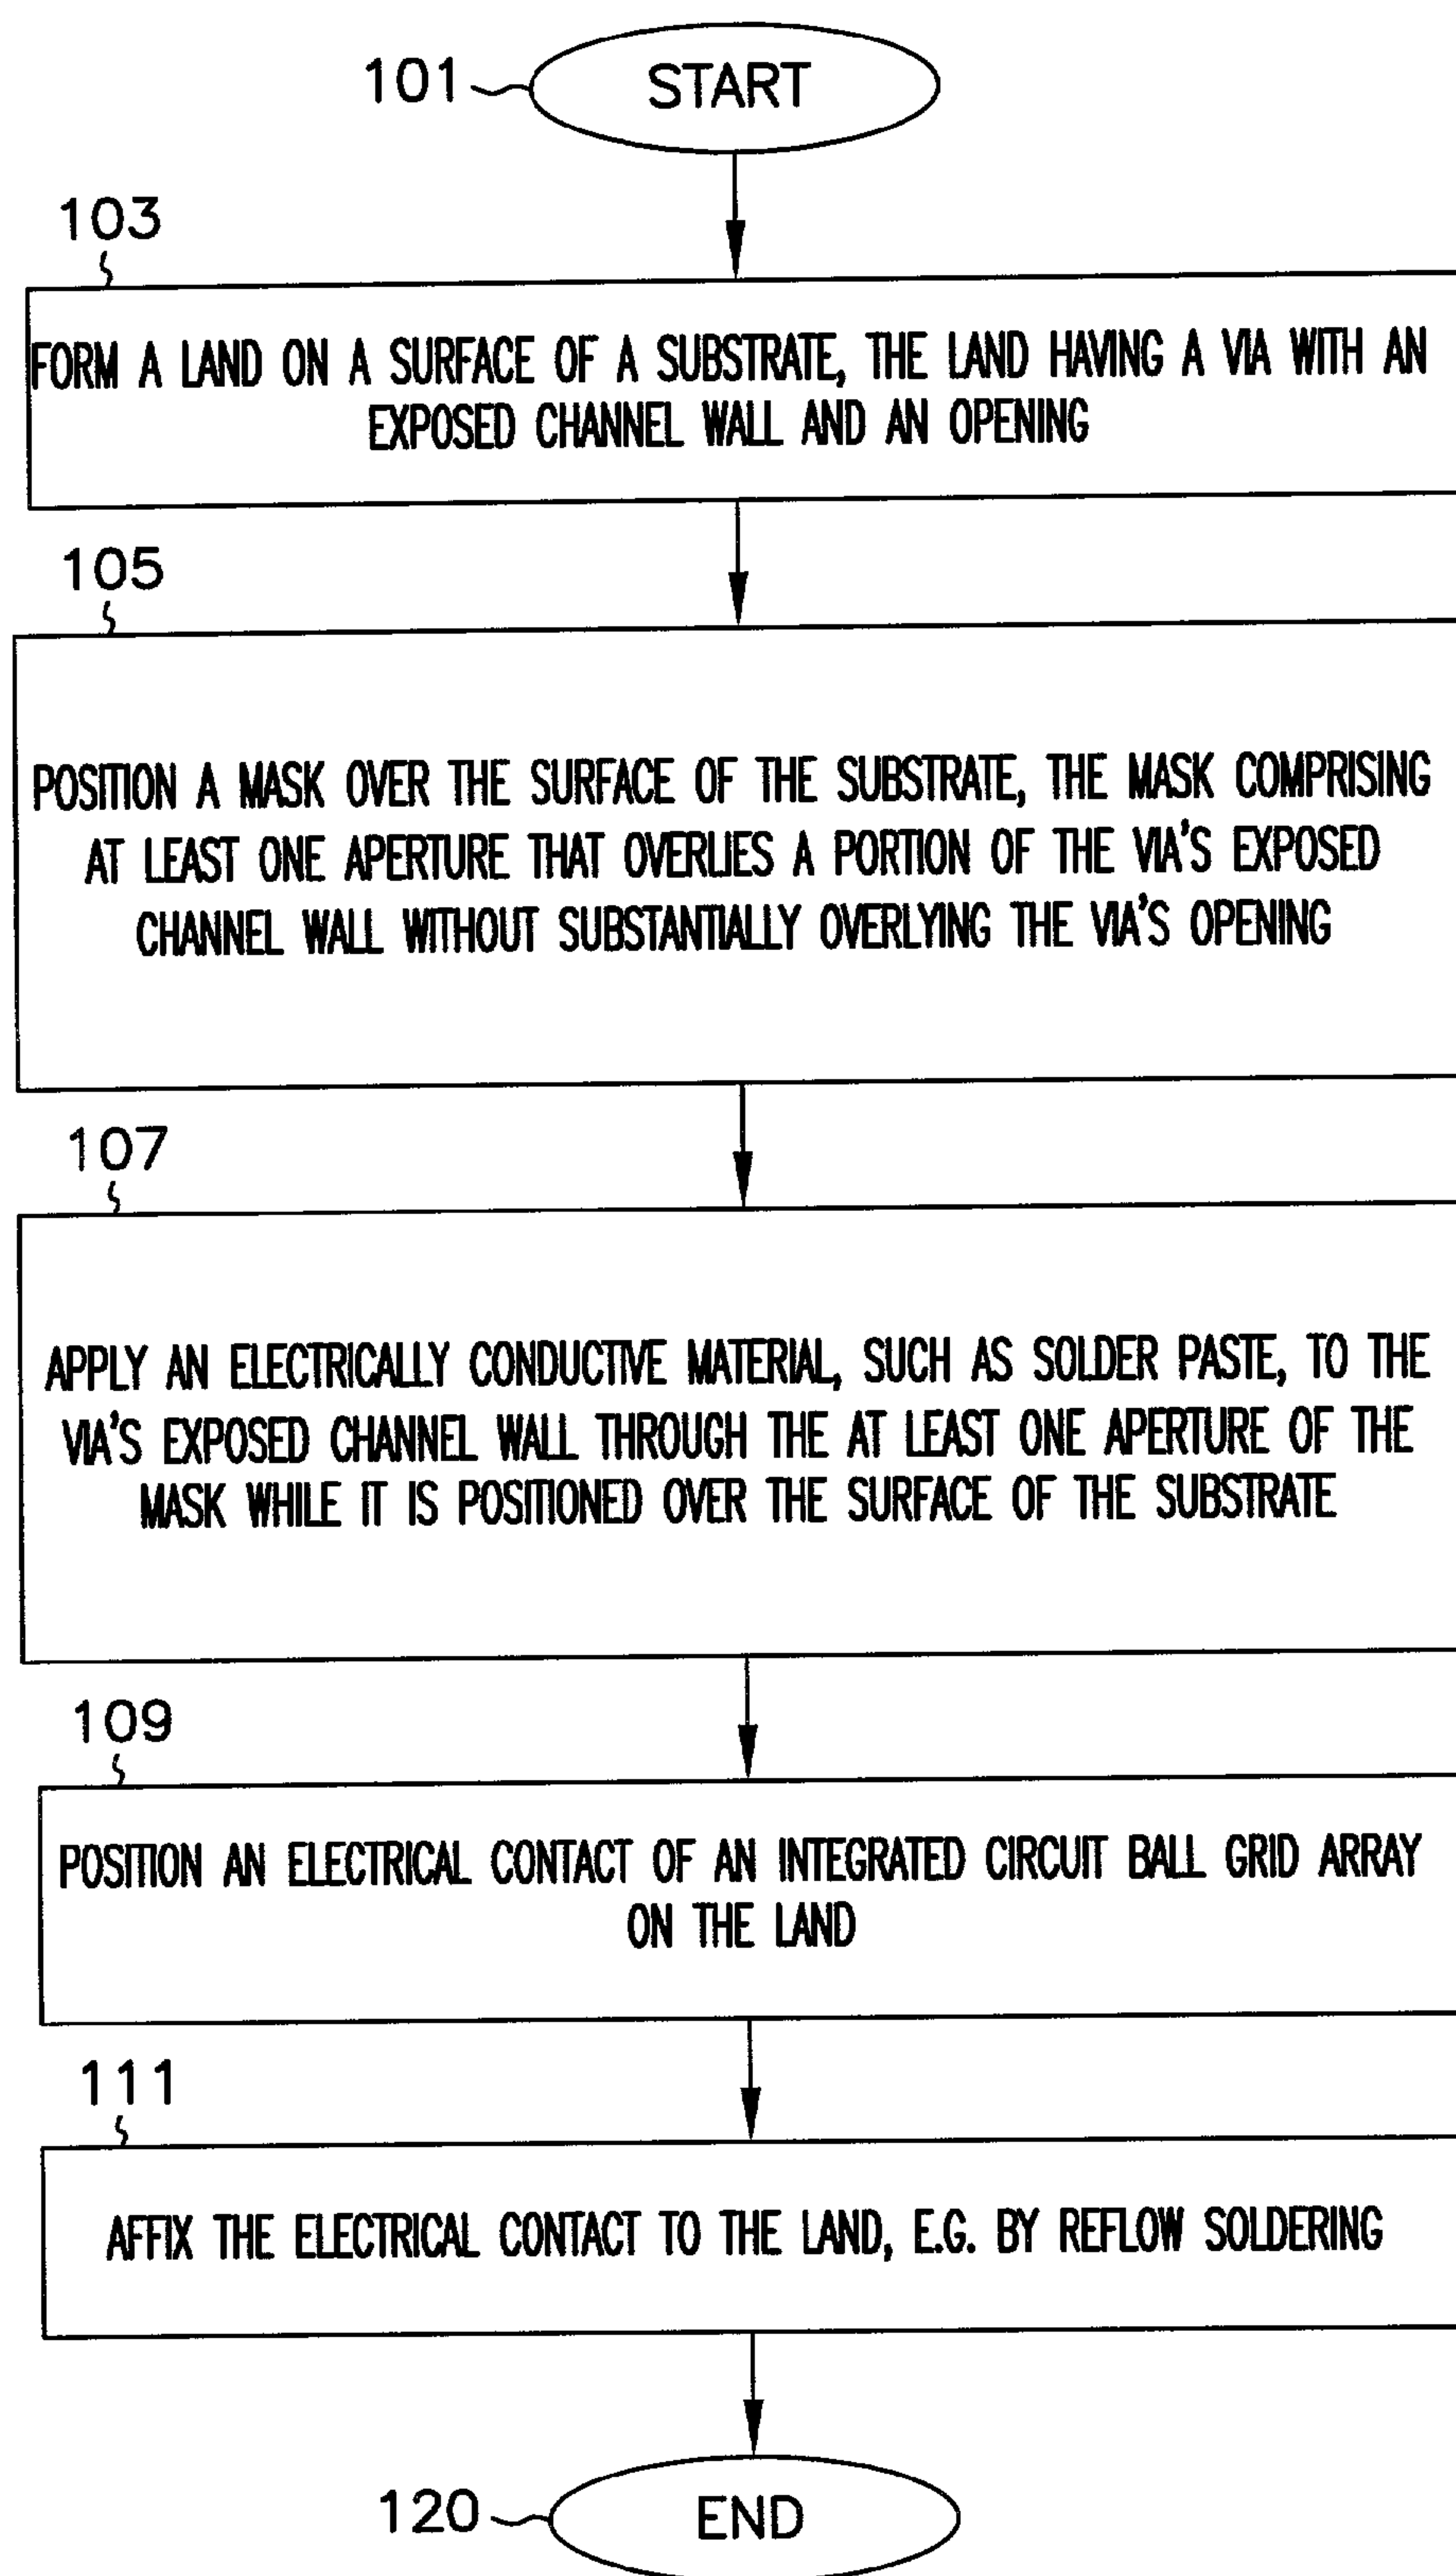 101
START
103
FORM A LAND ON A SURFACE OF A SUBSTRATE, THE LAND HAVING A VIA WITH AN
EXPOSED CHANNEL WALL AND AN OPENING
105
POSITION A MASK OVER THE SURFACE OF THE SUBSTRATE, THE MASK COMPRISING
AT LEAST ONE APERTURE THAT OVERLIES A PORTION OF THE VIA'S EXPOSED
CHANNEL WALL WITHOUT SUBSTANTIALLY OVERLYING THE VIA'S OPENING
107
APPLY AN ELECTRICALLY CONDUCTIVE MATERIAL, SUCH AS SOLDER PASTE, TO THE
VIA'S EXPOSED CHANNEL WALL THROUGH THE AT LEAST ONE APERTURE OF THE
MASK WHILE IT IS POSITIONED OVER THE SURFACE OF THE SUBSTRATE
109
POSITION AN ELECTRICAL CONTACT OF AN INTEGRATED CIRCUIT BALL GRID ARRAY
ON THE LAND
111
AFFIX THE ELECTRICAL CONTACT TO THE LAND, E.G. BY REFLOW SOLDERING
120
END